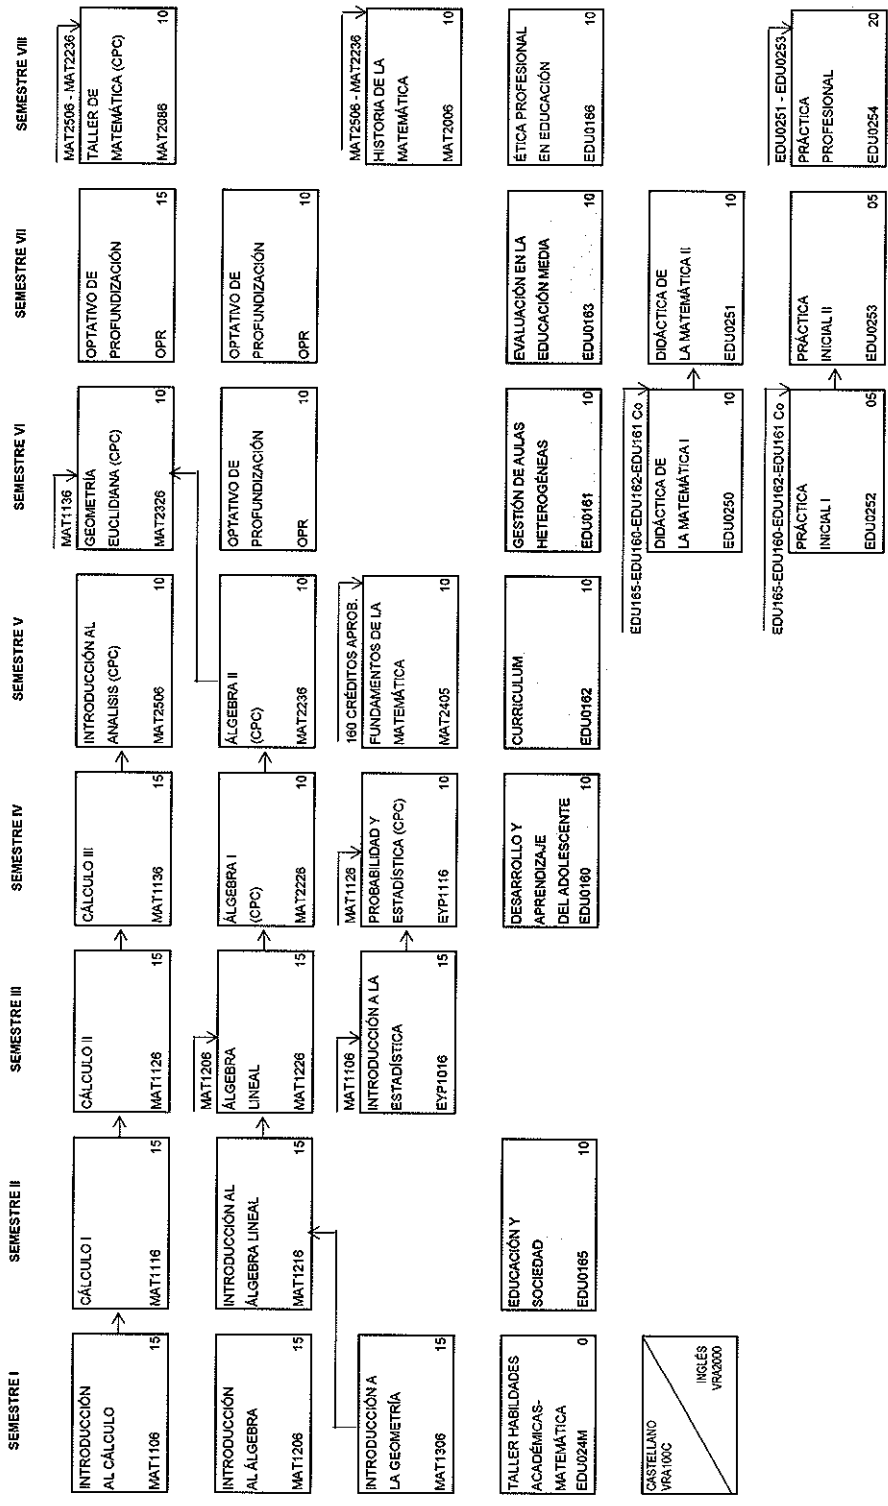 SEMESTRE I
INTRODUCCIÓN
AL CÁLCULO
MAT1106 15
INTRODUCCIÓN
AL ÁLGEBRA
MAT1206 15
INTRODUCCIÓN A
LA GEOMETRÍA
MAT1306 15
TALLER HABILDADES
ACADÉMICAS-
MATEMÁTICA
EDU024M 0
CASTELLANO
VRA100C
INGLÉS
VRA2000
SEMESTRE II
CÁLCULO I
MAT1116 15
INTRODUCCIÓN AL
ÁLGEBRA LINEAL
MAT1216 15
EDUCACIÓN Y
SOCIEDAD
EDU0165 10
SEMESTRE III
CÁLCULO II
MAT1126 15
MAT1206
ÁLGEBRA
LINEAL
MAT1226 15
MAT1106
INTRODUCCIÓN A LA
ESTADÍSTICA
EYP1016 15
SEMESTRE IV
CÁLCULO III
MAT1136 15
ÁLGEBRA I
(CPC)
MAT2226 10
MAT1126
PROBABILIDAD Y
ESTADÍSTICA (CPC)
EYP1116 10
DESARROLLO Y
APRENDIZAJE
DEL ADOLESCENTE
EDU0160 10
SEMESTRE V
INTRODUCCIÓN AL
ANALISIS (CPC)
MAT2506 10
ÁLGEBRA II
(CPC)
MAT2236 10
160 CRÉDITOS APROB.
FUNDAMENTOS DE LA
MATEMÁTICA
MAT2405 10
CURRICULUM
EDU0162 10
SEMESTRE VI
MAT1136
GEOMETRÍA
EUCLIDIANA (CPC)
MAT2326 10
OPTATIVO DE
PROFUNDIZACIÓN
OPR 10
GESTIÓN DE AULAS
HETEROGÉNEAS
EDU0161 10
EDU165-EDU160-EDU162-EDU161 Co
DIDÁCTICA DE
LA MATEMÁTICA I
EDU0250 10
EDU165-EDU160-EDU162-EDU161 Co
PRÁCTICA
INICIAL I
EDU0252 05
SEMESTRE VII
OPTATIVO DE
PROFUNDIZACIÓN
OPR 15
OPTATIVO DE
PROFUNDIZACIÓN
OPR 10
EVALUACIÓN EN LA
EDUCACIÓN MEDIA
EDU0163 10
DIDÁCTICA DE
LA MATEMÁTICA II
EDU0251 10
PRÁCTICA
INICIAL II
EDU0253 05
SEMESTRE VIII
MAT2506 - MAT2236
TALLER DE
MATEMÁTICA (CPC)
MAT2086 10
MAT2506 - MAT2236
HISTORIA DE LA
MATEMÁTICA
MAT2006 10
ÉTICA PROFESIONAL
EN EDUCACIÓN
EDU0166 10
EDU0251 - EDU0253
PRÁCTICA
PROFESIONAL
EDU0254 20